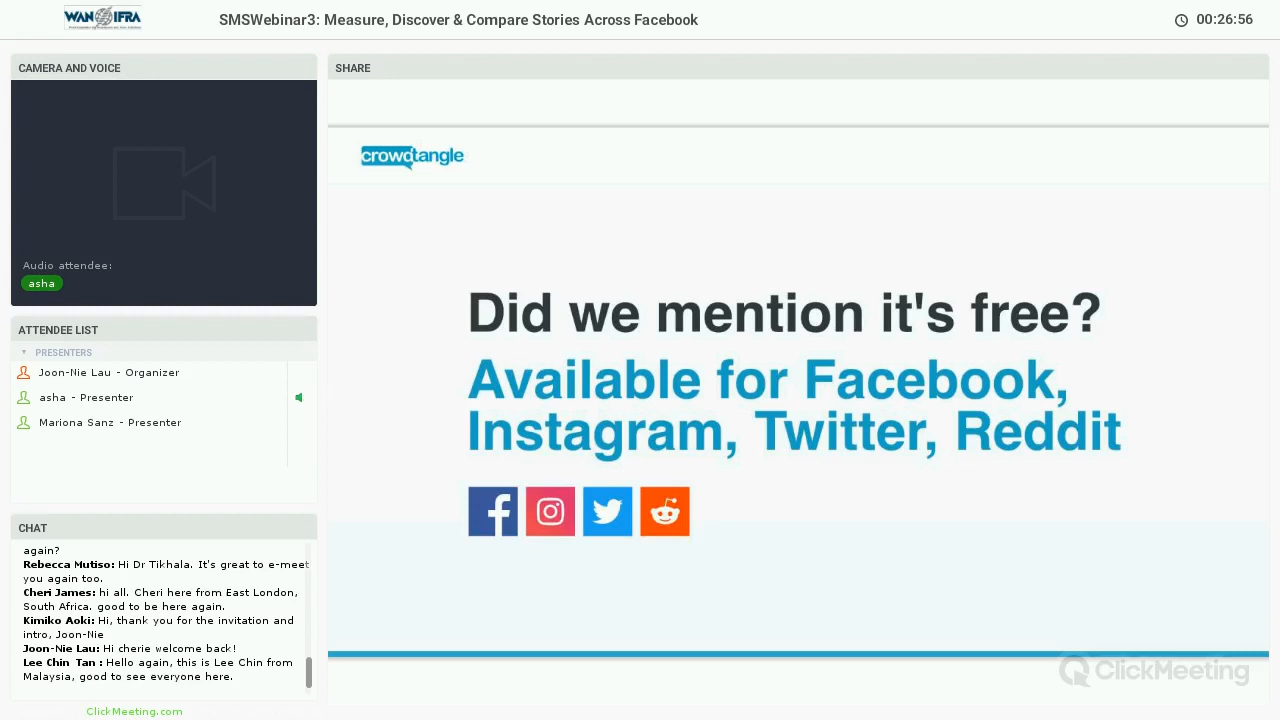 WAN IFRA
SMSWebinar3: Measure, Discover & Compare Stories Across Facebook
00:26:56
CAMERA AND VOICE
Audio attendee:
asha
ATTENDEE LIST
PRESENTERS
Joon-Nie Lau - Organizer
asha - Presenter
Mariona Sanz - Presenter
CHAT
again?
Rebecca Mutiso: Hi Dr Tikhala. It's great to e-meet
you again too.
Cheri James: hi all. Cheri here from East London,
South Africa. good to be here again.
Kimiko Aoki: Hi, thank you for the invitation and
intro, Joon-Nie
Joon-Nie Lau: Hi cherie welcome back!
Lee Chin Tan : Hello again, this is Lee Chin from
Malaysia, good to see everyone here.
ClickMeeting.com
SHARE
crowdtangle
Did we mention it's free?
Available for Facebook,
Instagram, Twitter, Reddit
ClickMeeting